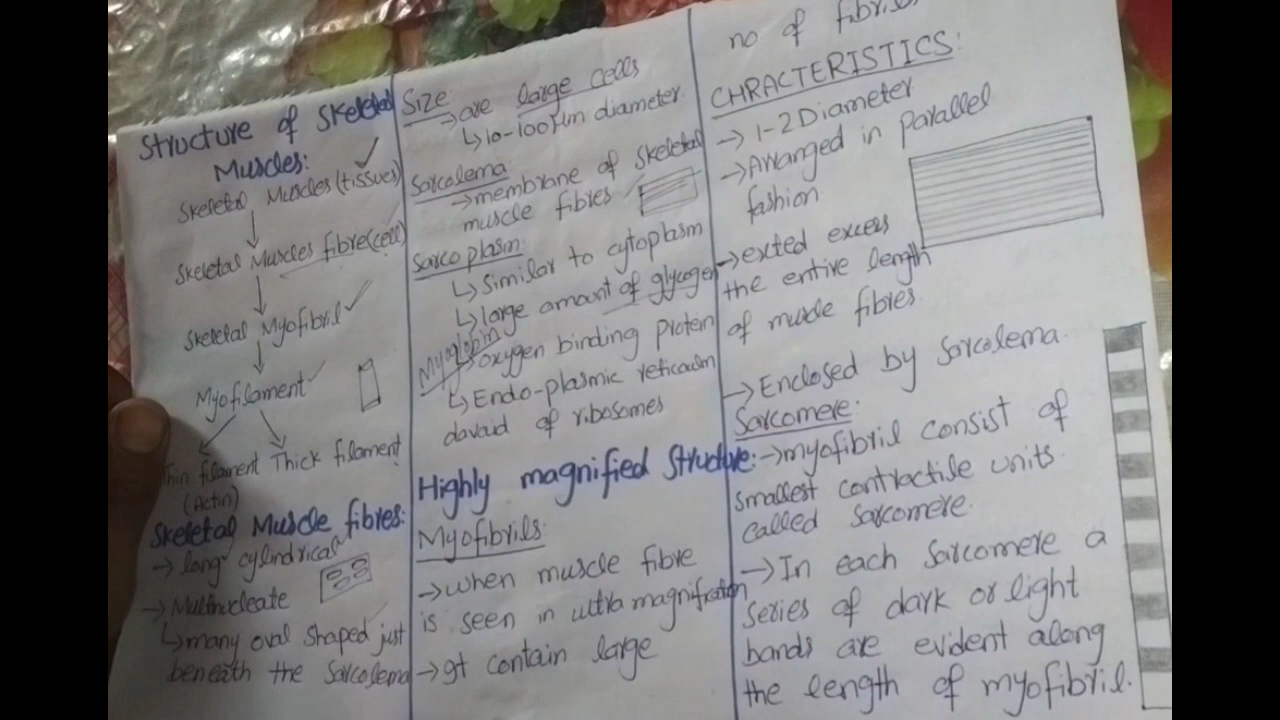 Structure of Skeletal
Muscles:
Skeletal Muscles (tissues)
Skeletal Muscles fibre(cell)
Skeletal Myofibril
Myofilament
Thin filament Thick filament
(Actin)
Skeletal Muscle fibres:
→ long cylindrical
→ Multinucleate
↳ many oval shaped just
beneath the Sarcolema
Size:
→ are large cells
↳ 10-100 µm diameter.
Sarcolema:
→ membrane of skeletal
muscle fibres
Sarcoplasm:
↳ Similar to cytoplasm
↳ large amount of glycogen
Myoglobin
→ oxygen binding protein
↳ Endo-plasmic reticaulm
davaid of ribosomes
Highly magnified Structure:
Myofibrils:
→ when muscle fibre
is seen in ultra magnification
→ gt contain large
no of fibrils
CHRACTERISTICS:
→ 1-2 Diameter
→ Arranged in parallel
fashion
→ exted excess
the entire length
of muscle fibres.
→ Enclosed by Sarcolema.
Sarcomere:
→ myofibril consist of
smallest contractile units.
called Sarcomere.
→ In each Sarcomere a
series of dark or light
bands are evident along
the length of myofibril.